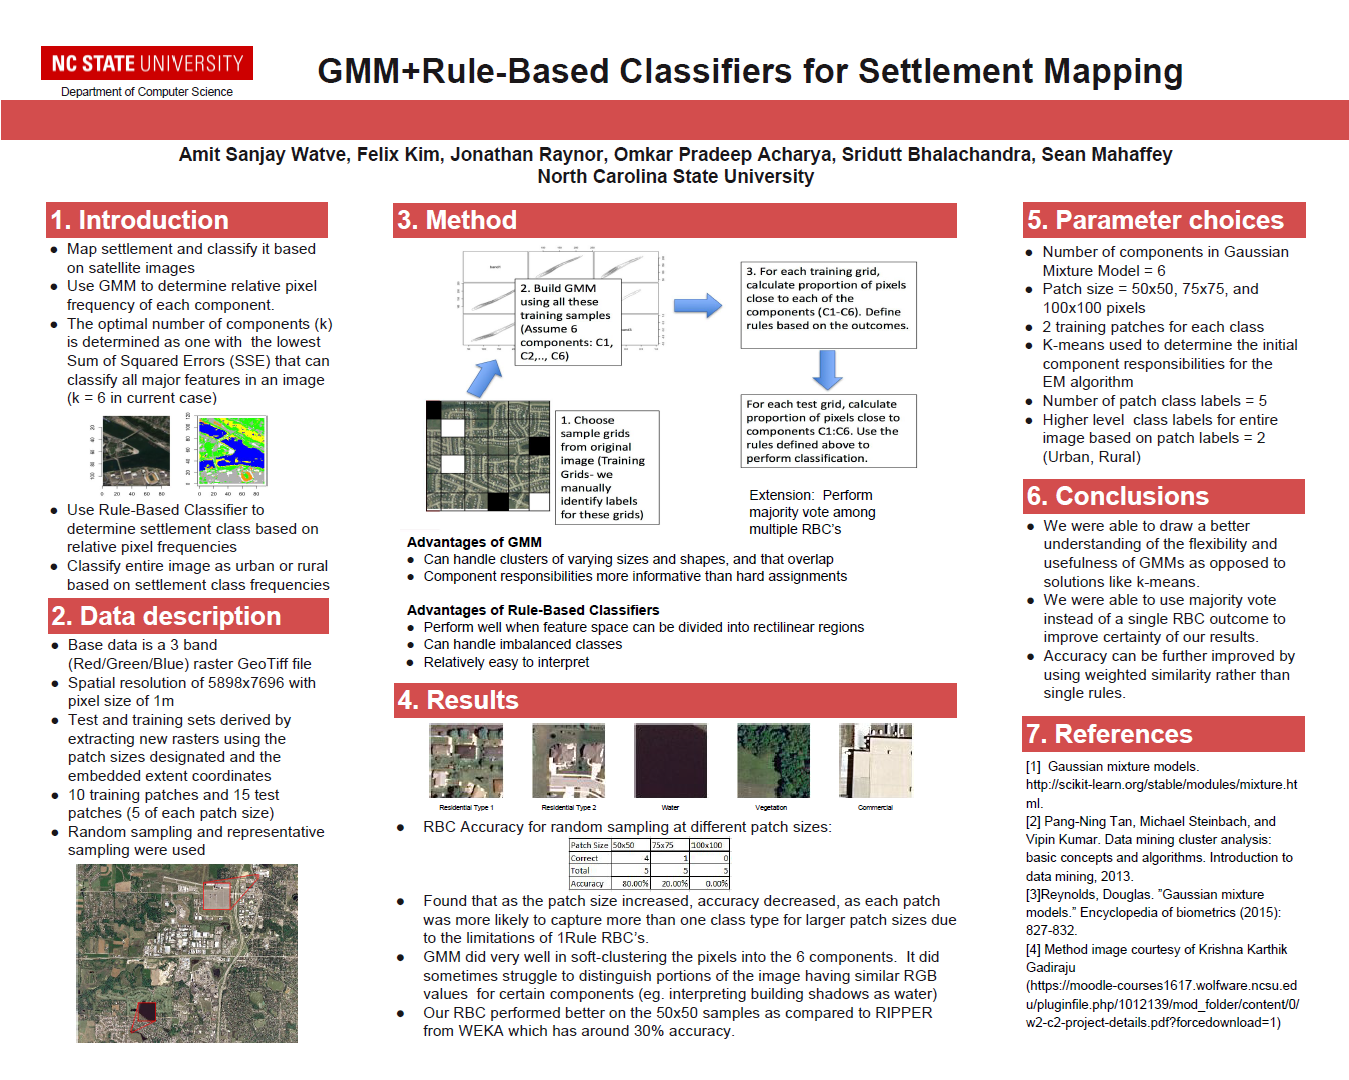 NC STATE UNIVERSITY
Department of Computer Science
GMM+Rule-Based Classifiers for Settlement Mapping
Amit Sanjay Watve, Felix Kim, Jonathan Raynor, Omkar Pradeep Acharya, Sridutt Bhalachandra, Sean Mahaffey
North Carolina State University
1. Introduction
● Map settlement and classify it based
on satellite images
● Use GMM to determine relative pixel
frequency of each component.
● The optimal number of components (k)
is determined as one with the lowest
Sum of Squared Errors (SSE) that can
classify all major features in an image
(k = 6 in current case)
0 20 40 60 80
0 20 40 60 80
● Use Rule-Based Classifier to
determine settlement class based on
relative pixel frequencies
● Classify entire image as urban or rural
based on settlement class frequencies
2. Data description
● Base data is a 3 band
(Red/Green/Blue) raster GeoTiff file
● Spatial resolution of 5898x7696 with
pixel size of 1m
● Test and training sets derived by
extracting new rasters using the
patch sizes designated and the
embedded extent coordinates
● 10 training patches and 15 test
patches (5 of each patch size)
● Random sampling and representative
sampling were used
3. Method
2. Build GMM
using all these
training samples
(Assume 6
components: C1,
C2,.., C6)
3. For each training grid,
calculate proportion of pixels
close to each of the
components (C1-C6). Define
rules based on the outcomes.
1. Choose
sample grids
from original
image (Training
Grids- we
manually
identify labels
for these grids)
For each test grid, calculate
proportion of pixels close to
components C1:C6. Use the
rules defined above to
perform classification.
Extension: Perform
majority vote among
multiple RBC's
Advantages of GMM
● Can handle clusters of varying sizes and shapes, and that overlap
● Component responsibilities more informative than hard assignments
Advantages of Rule-Based Classifiers
● Perform well when feature space can be divided into rectilinear regions
● Can handle imbalanced classes
● Relatively easy to interpret
4. Results
Residential Type 1 Residential Type 2 Water Vegetation Commercial
● RBC Accuracy for random sampling at different patch sizes:
Patch Size 50x50 75x75 100x100
Correct 4 1 0
Total 5 5 5
Accuracy 80.00% 20.00% 0.00%
● Found that as the patch size increased, accuracy decreased, as each patch
was more likely to capture more than one class type for larger patch sizes due
to the limitations of 1Rule RBC's.
● GMM did very well in soft-clustering the pixels into the 6 components. It did
sometimes struggle to distinguish portions of the image having similar RGB
values for certain components (eg. interpreting building shadows as water)
● Our RBC performed better on the 50x50 samples as compared to RIPPER
from WEKA which has around 30% accuracy.
5. Parameter choices
● Number of components in Gaussian
Mixture Model = 6
● Patch size = 50x50, 75x75, and
100x100 pixels
● 2 training patches for each class
● K-means used to determine the initial
component responsibilities for the
EM algorithm
● Number of patch class labels = 5
● Higher level class labels for entire
image based on patch labels = 2
(Urban, Rural)
6. Conclusions
● We were able to draw a better
understanding of the flexibility and
usefulness of GMMs as opposed to
solutions like k-means.
● We were able to use majority vote
instead of a single RBC outcome to
improve certainty of our results.
● Accuracy can be further improved by
using weighted similarity rather than
single rules.
7. References
[1] Gaussian mixture models.
http://scikit-learn.org/stable/modules/mixture.ht
ml.
[2] Pang-Ning Tan, Michael Steinbach, and
Vipin Kumar. Data mining cluster analysis:
basic concepts and algorithms. Introduction to
data mining, 2013.
[3]Reynolds, Douglas. "Gaussian mixture
models." Encyclopedia of biometrics (2015):
827-832.
[4] Method image courtesy of Krishna Karthik
Gadiraju
(https://moodle-courses1617.wolfware.ncsu.ed
u/pluginfile.php/1012139/mod_folder/content/0/
w2-c2-project-details.pdf?forcedownload=1)